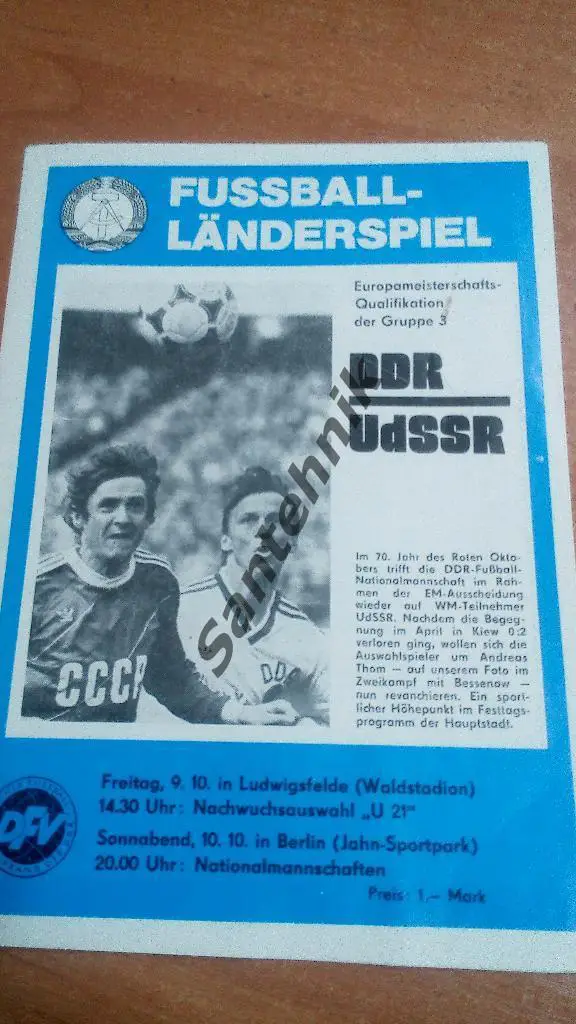 FUSSBALL-
LÄNDERSPIEL
Europameisterschafts-
Qualifikation
der Gruppe 3
DDR
UdSSR
Im 70. Jahr des Roten Okto-
bers trifft die DDR-Fußball-
Nationalmannschaft im Rah-
men der EM-Ausscheidung
wieder auf WM-Teilnehmer
UdSSR. Nachdem die Begeg-
nung im April in Kiew 0:2
verloren ging, wollen sich die
Auswahlspieler um Andreas
Thom — auf unserem Foto im
Zweikampf mit Bessenow —
nun revanchieren. Ein sport-
licher Höhepunkt im Festtags-
programm der Hauptstadt.
CCCP
DDR
Santehnik
DFV
Freitag, 9. 10. in Ludwigsfelde (Waldstadion)
14.30 Uhr: Nachwuchsauswahl „U 21"
Sonnabend, 10. 10. in Berlin (Jahn-Sportpark)
20.00 Uhr: Nationalmannschaften
Preis: 1,– Mark